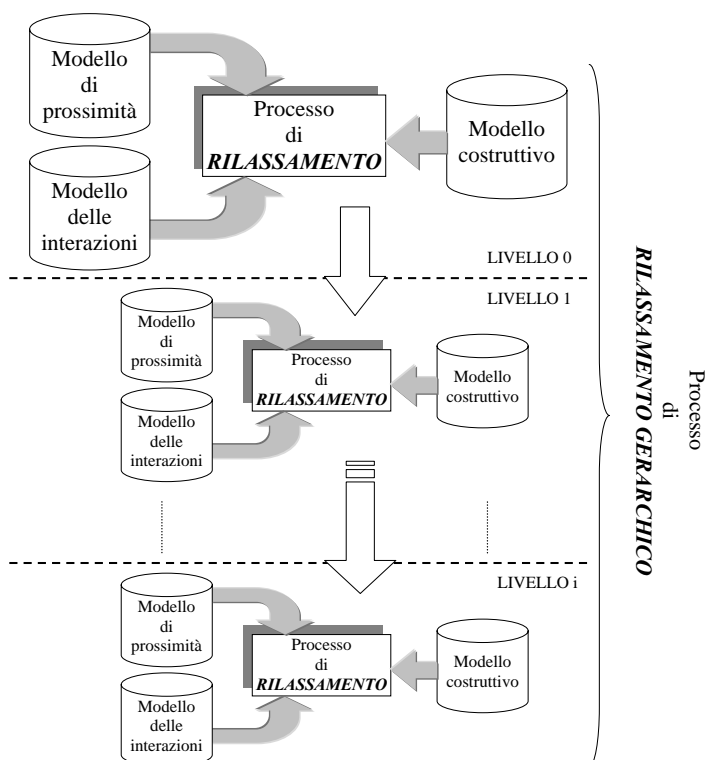 Modello
di
prossimità
Processo
di
RILASSAMENTO
Modello
costruttivo
Modello
delle
interazioni
LIVELLO 0
LIVELLO 1
Modello
di
prossimità
Processo
di
RILASSAMENTO
Modello
costruttivo
Modello
delle
interazioni
LIVELLO i
Modello
di
prossimità
Processo
di
RILASSAMENTO
Modello
costruttivo
Modello
delle
interazioni
Processo
di
RILASSAMENTO GERARCHICO